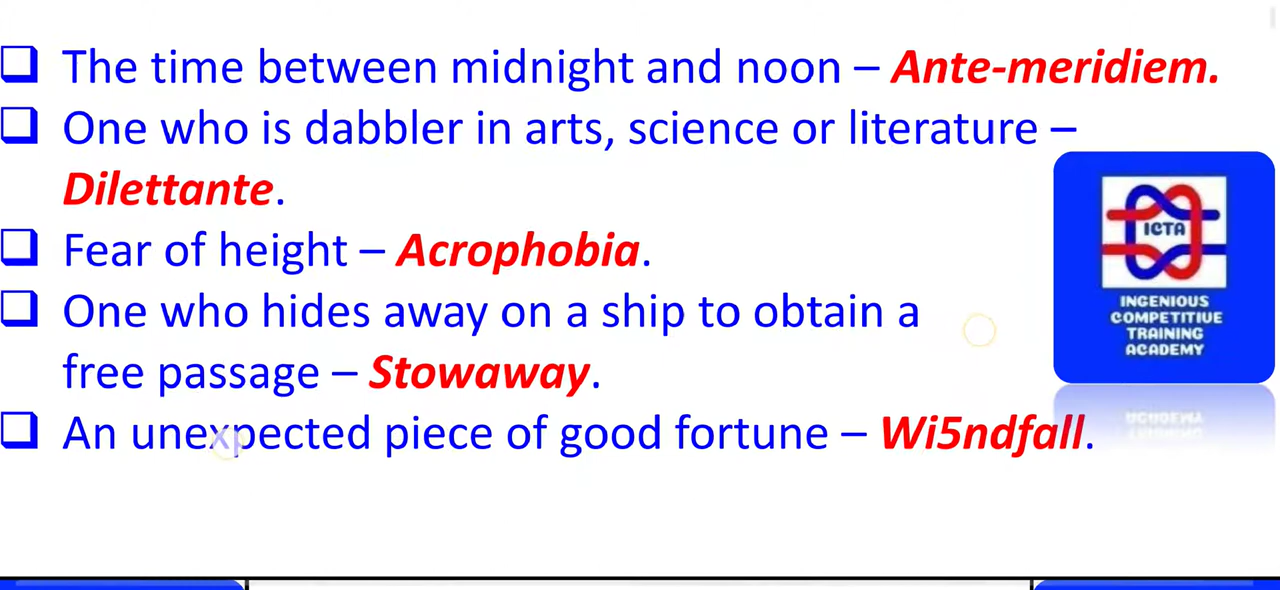 The time between midnight and noon – Ante-meridiem.
One who is dabbler in arts, science or literature –
Dilettante.
Fear of height – Acrophobia.
One who hides away on a ship to obtain a
free passage – Stowaway.
An unexpected piece of good fortune – Wi5ndfall.
ICTA
INGENIOUS
COMPETITIVE
TRAINING
ACADEMY